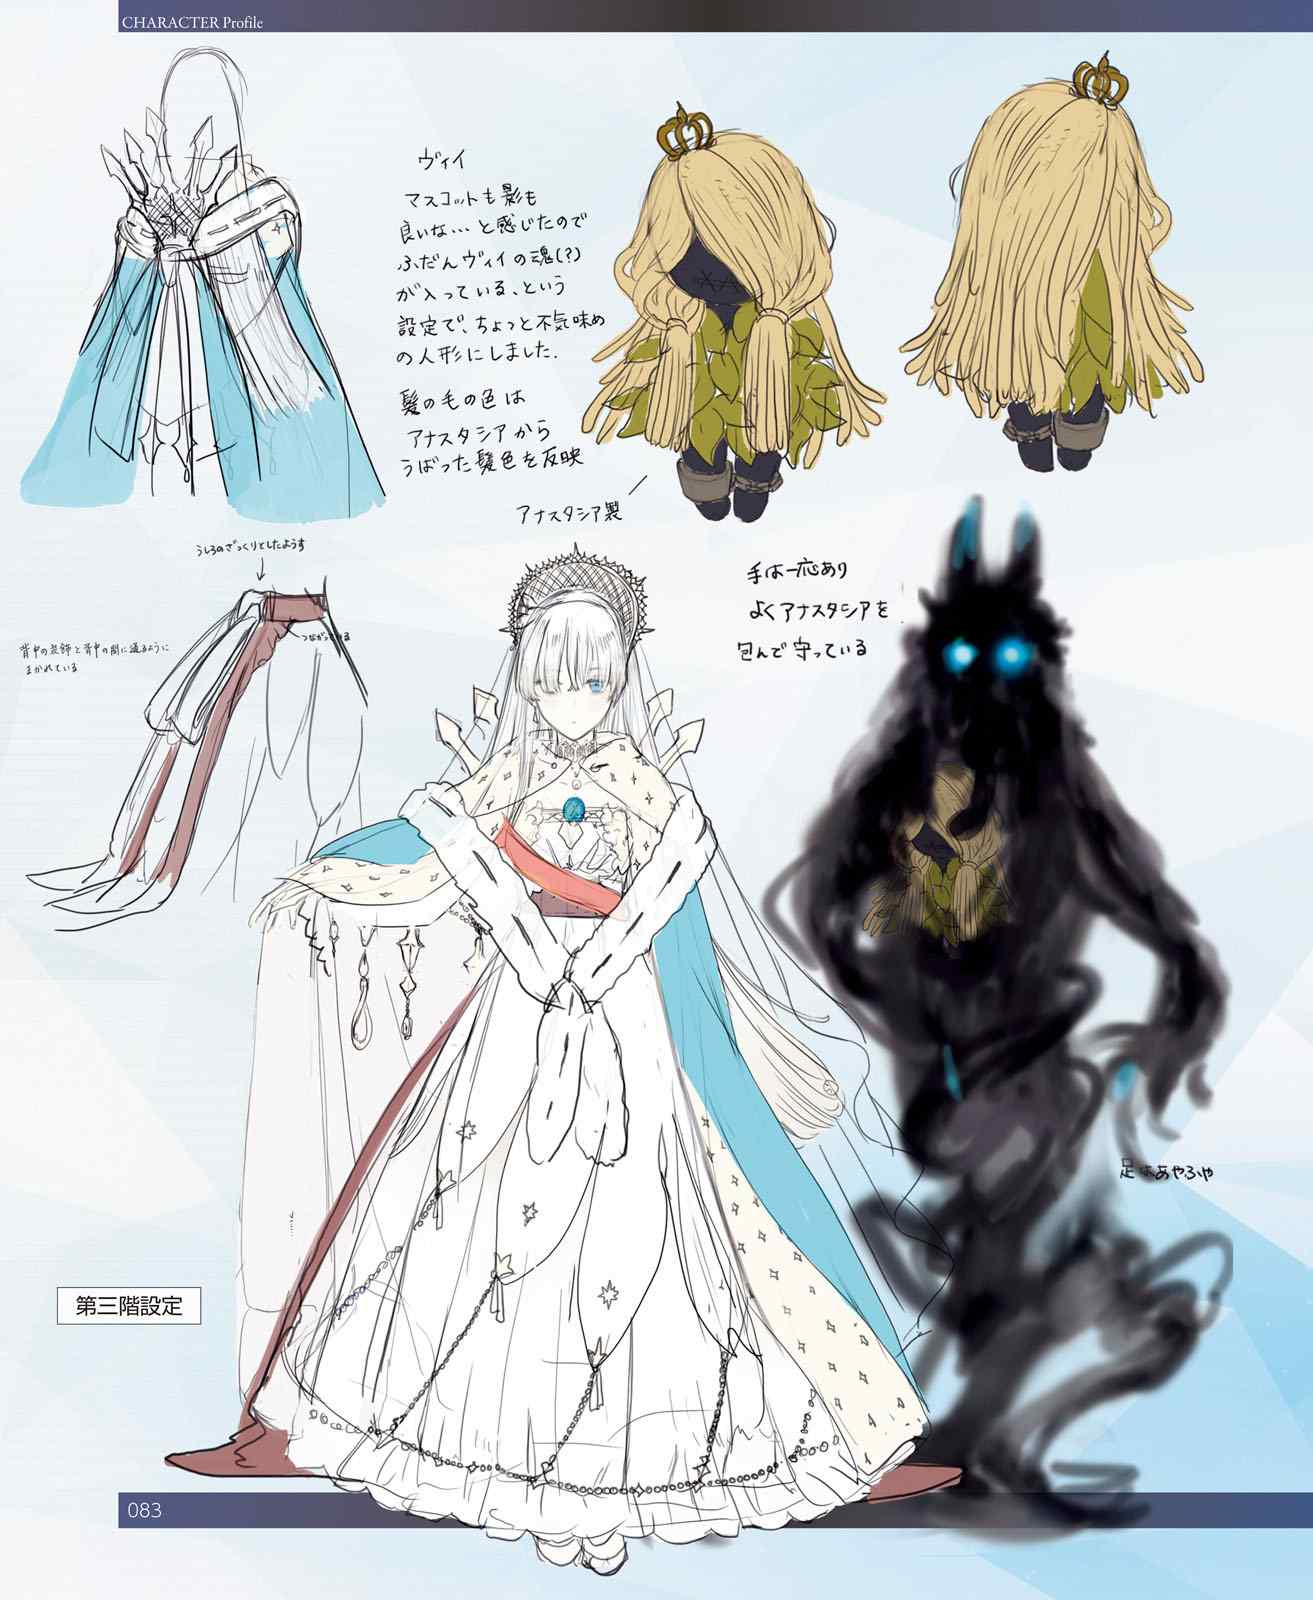 CHARACTER Profile
ヴィイ
マスコットも影も
良いな…と感じたので
ふだんヴィイの魂(?)
が入っている、という
設定で、ちょっと不気味め
の人形にしました.
髪の毛の色は
アナスタシアから
うばった髪色を反映
アナスタシア製
うしろのざっくりとしたようす
つながっている
背中の装飾と背中の間に通るように
まかれている
手は一応あり
よくアナスタシアを
包んで守っている
足はあやふや
第三階設定
083